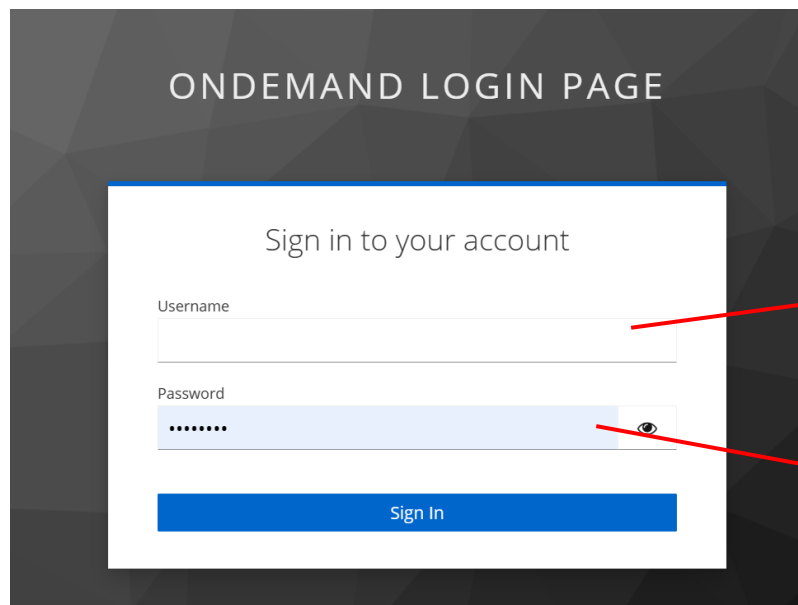 ONDEMAND LOGIN PAGE
Sign in to your account
Username
Password
••••••••
Sign In